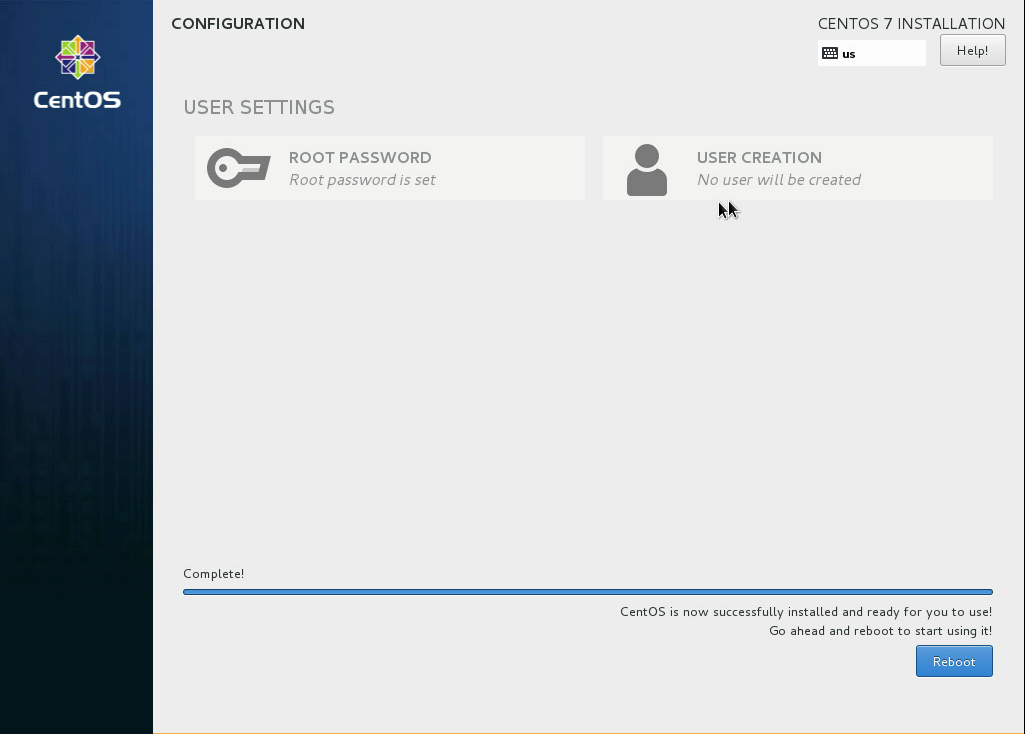 CentOS
CONFIGURATION
CENTOS 7 INSTALLATION
us
Help!
USER SETTINGS
ROOT PASSWORD
Root password is set
USER CREATION
No user will be created
Complete!
CentOS is now successfully installed and ready for you to use!
Go ahead and reboot to start using it!
Reboot